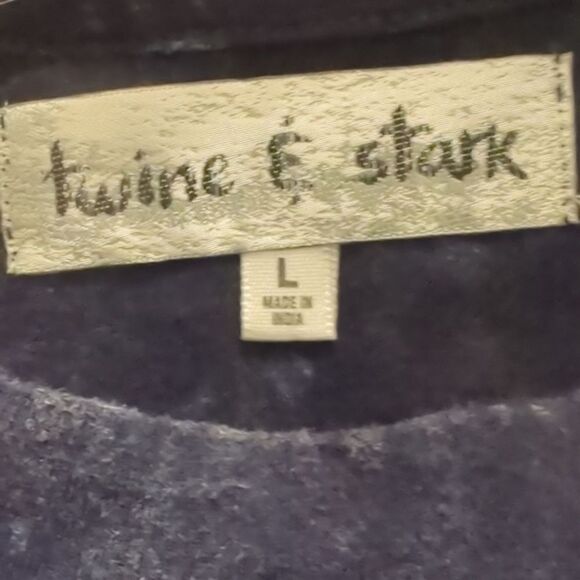 twine & stark
L
MADE IN
INDIA